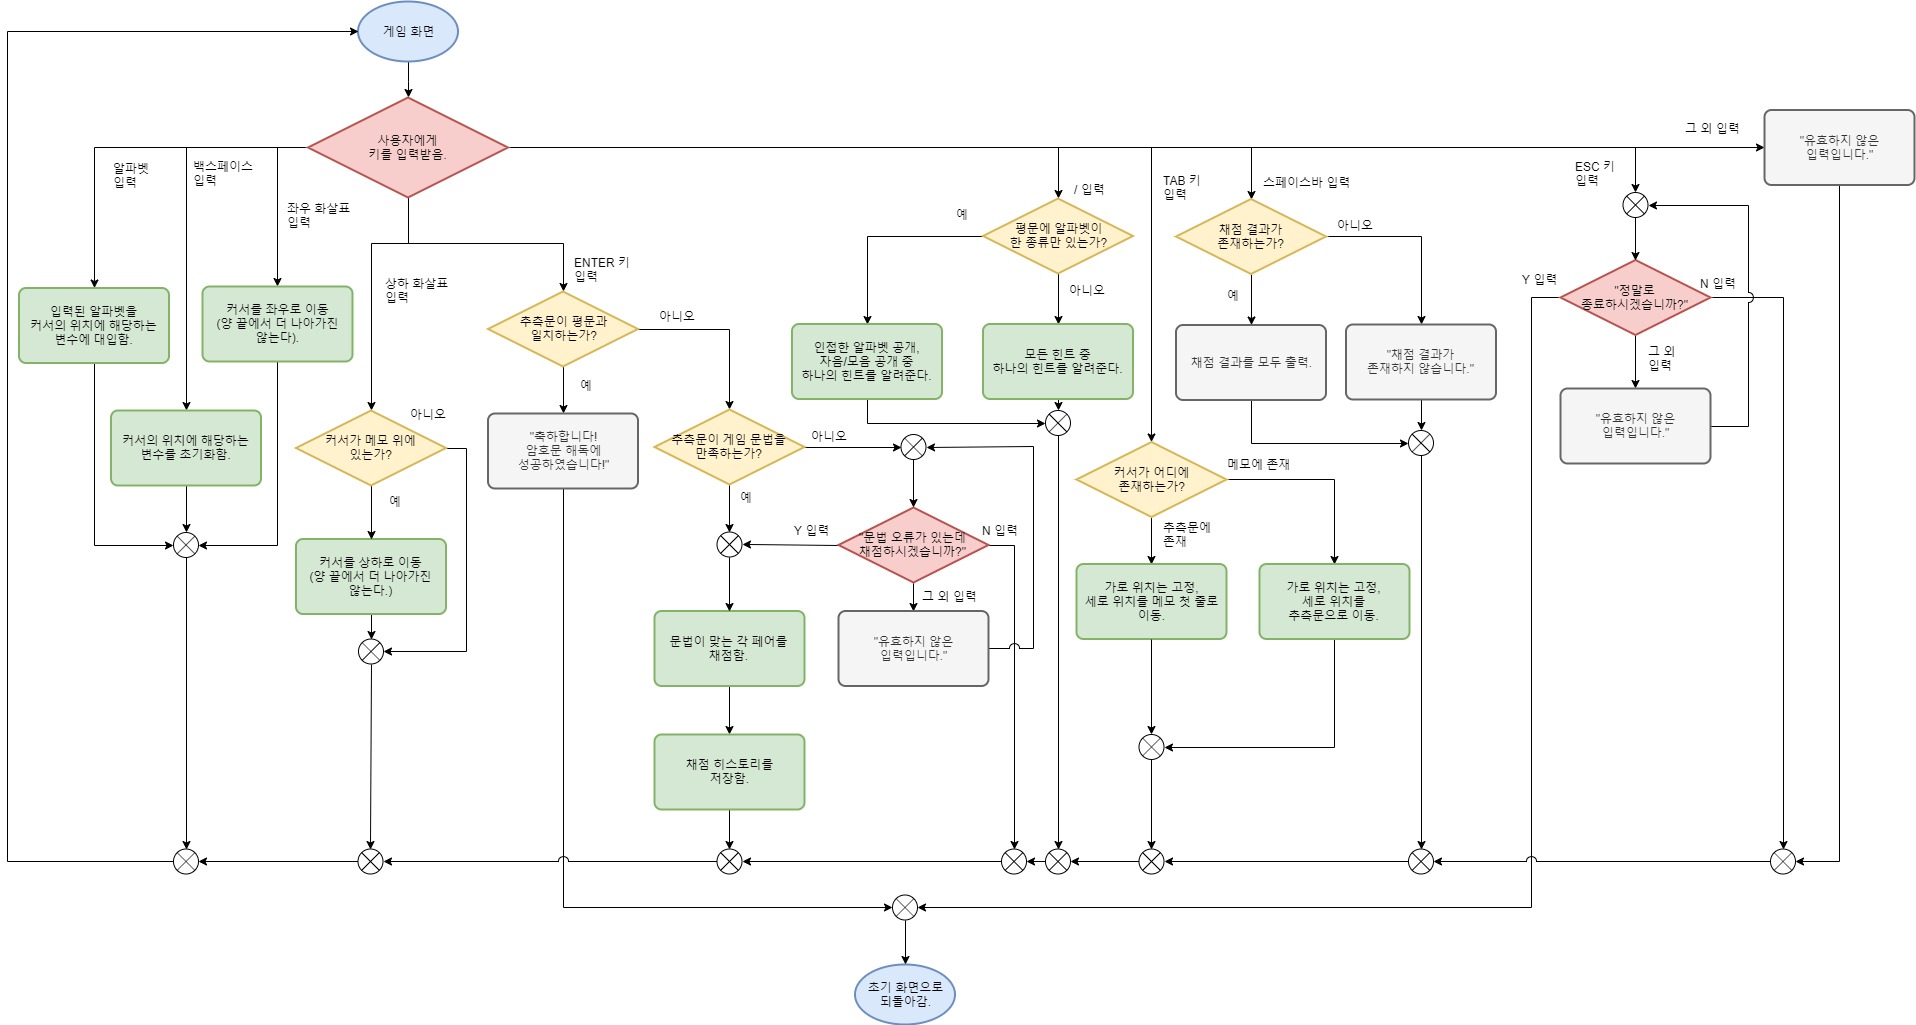 게임 화면
사용자에게
키를 입력받음.
그 외 입력
"유효하지 않은
입력입니다."
알파벳
입력
백스페이스
입력
좌우 화살표
입력
입력된 알파벳을
커서의 위치에 해당하는
변수에 대입함.
커서를 좌우로 이동
(양 끝에서 더 나아가진
않는다).
커서의 위치에 해당하는
변수를 초기화함.
상하 화살표
입력
커서가 메모 위에
있는가?
아니오
예
커서를 상하로 이동
(양 끝에서 더 나아가진
않는다.)
ENTER 키
입력
추측문이 평문과
일치하는가?
아니오
예
"축하합니다!
암호문 해독에
성공하였습니다!"
추측문이 게임 문법을
만족하는가?
아니오
예
Y 입력
"문법 오류가 있는데
채점하시겠습니까?"
N 입력
그 외 입력
"유효하지 않은
입력입니다."
문법이 맞는 각 페어를
채점함.
채점 히스토리를
저장함.
/ 입력
예
평문에 알파벳이
한 종류만 있는가?
아니오
인접한 알파벳 공개,
자음/모음 공개 중
하나의 힌트를 알려준다.
모든 힌트 중
하나의 힌트를 알려준다.
TAB 키
입력
커서가 어디에
존재하는가?
메모에 존재
추측문에
존재
가로 위치는 고정,
세로 위치를 메모 첫 줄로
이동.
가로 위치는 고정,
세로 위치를
추측문으로 이동.
스페이스바 입력
채점 결과가
존재하는가?
아니오
예
채점 결과를 모두 출력.
"채점 결과가
존재하지 않습니다."
ESC 키
입력
Y 입력
"정말로
종료하시겠습니까?"
N 입력
그 외
입력
"유효하지 않은
입력입니다."
초기 화면으로
되돌아감.